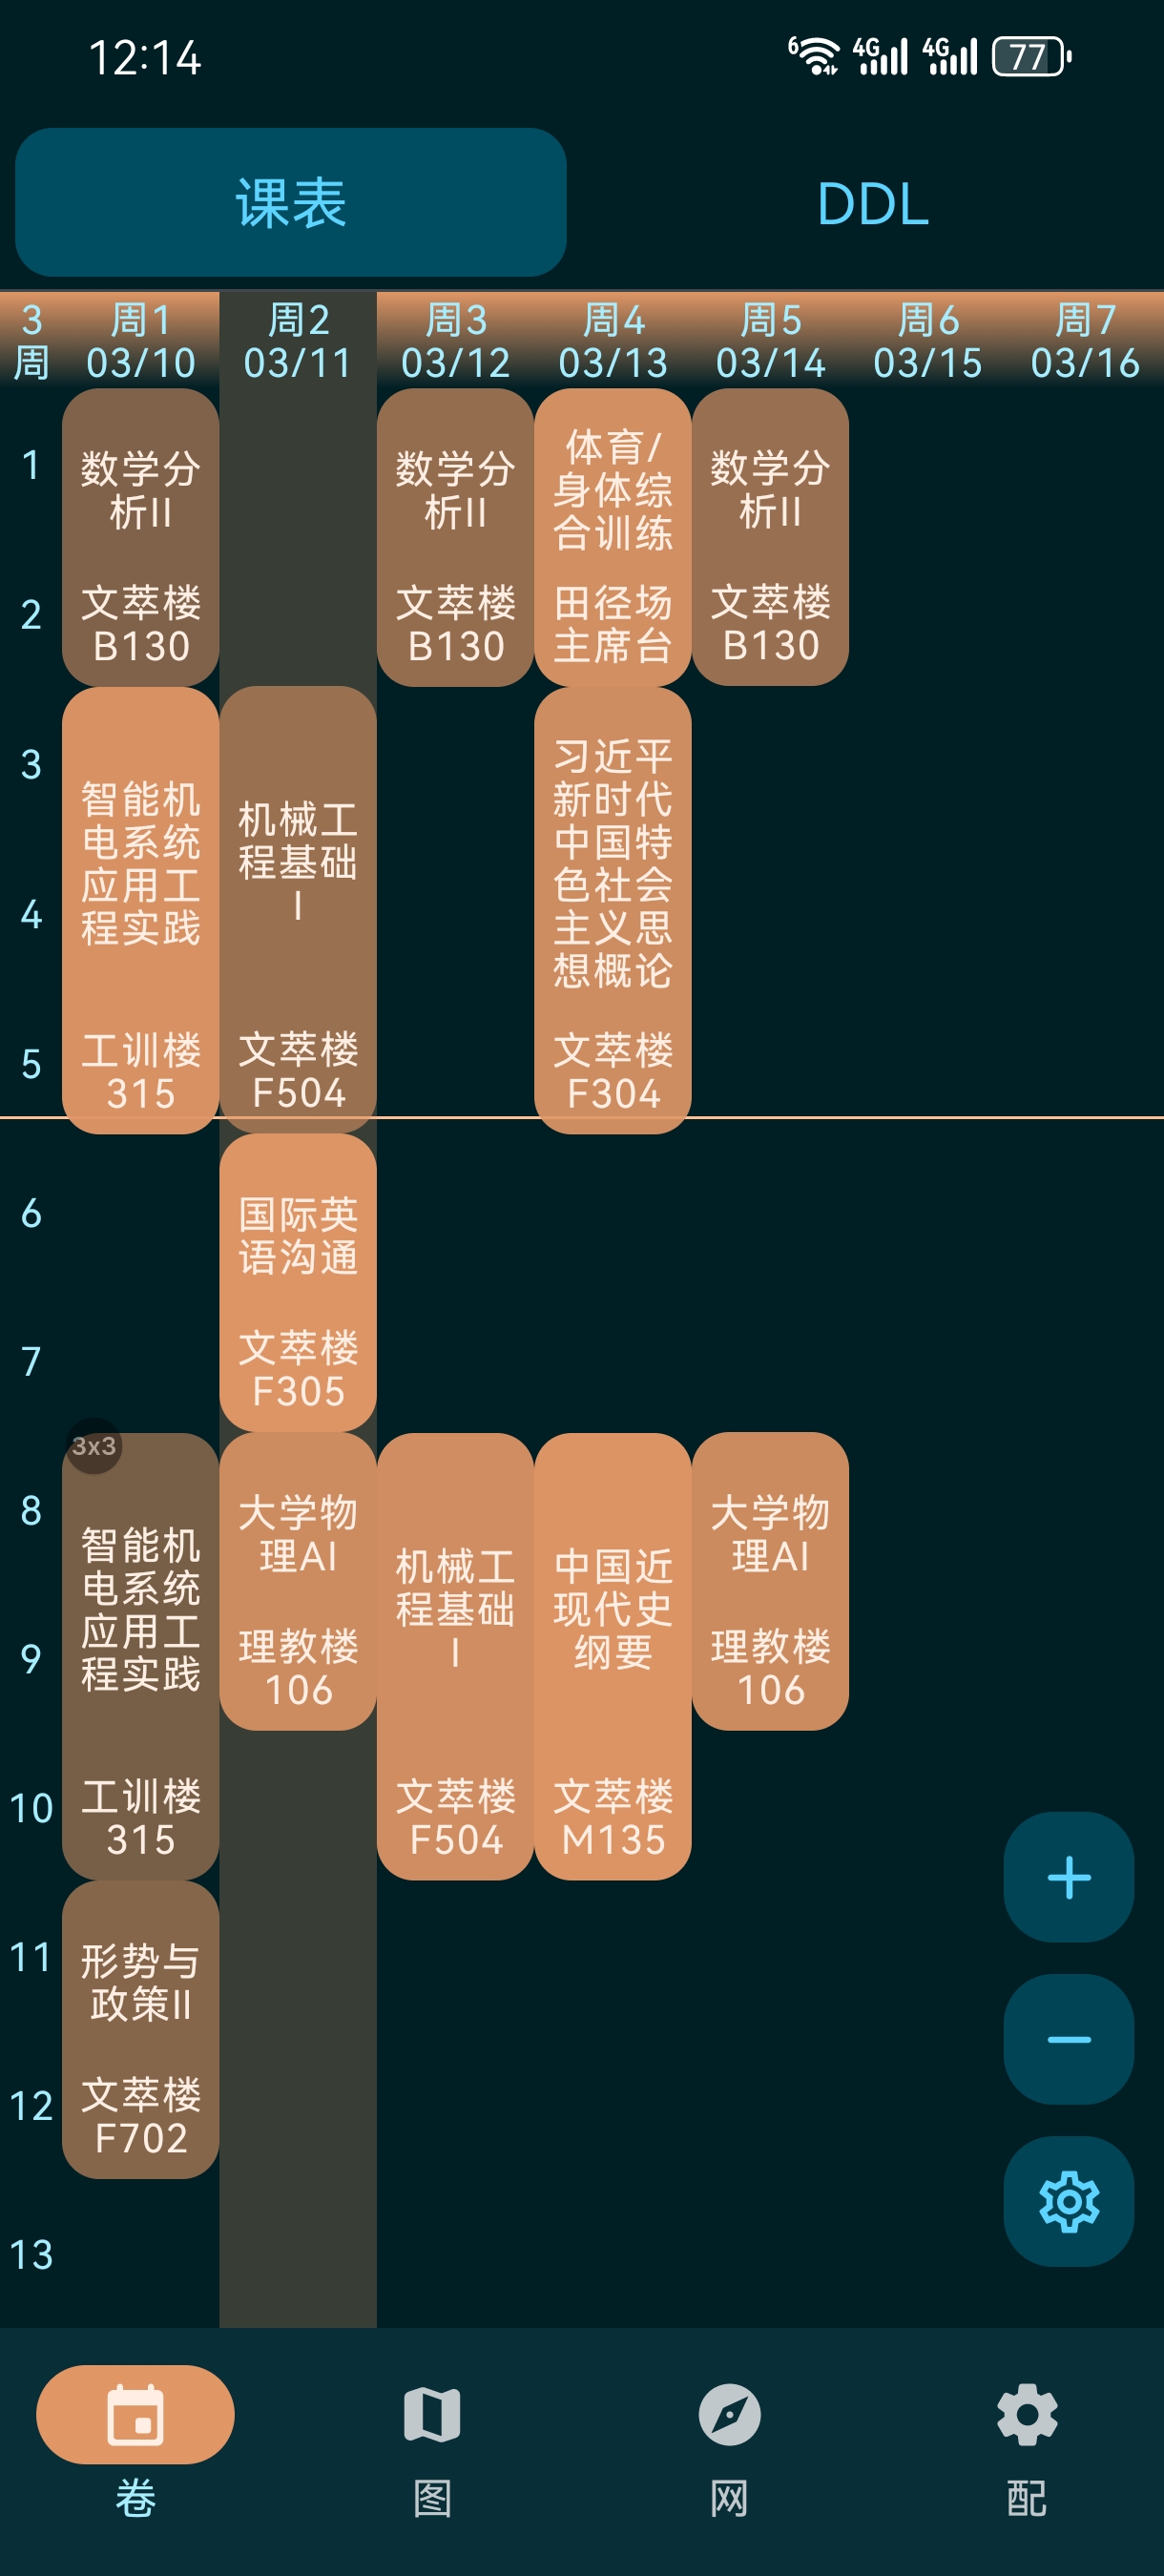 12:14
6
4G
4G
77
课表
DDL
3
周
周1
03/10
周2
03/11
周3
03/12
周4
03/13
周5
03/14
周6
03/15
周7
03/16
1
2
3
4
5
6
7
8
9
10
11
12
13
数学分
析II
文萃楼
B130
智能机
电系统
应用工
程实践
工训楼
315
3x3
智能机
电系统
应用工
程实践
工训楼
315
形势与
政策II
文萃楼
F702
机械工
程基础
I
文萃楼
F504
国际英
语沟通
文萃楼
F305
大学物
理AI
理教楼
106
数学分
析II
文萃楼
B130
机械工
程基础
I
文萃楼
F504
体育/
身体综
合训练
田径场
主席台
习近平
新时代
中国特
色社会
主义思
想概论
文萃楼
F304
中国近
现代史
纲要
文萃楼
M135
数学分
析II
文萃楼
B130
大学物
理AI
理教楼
106
卷
图
网
配